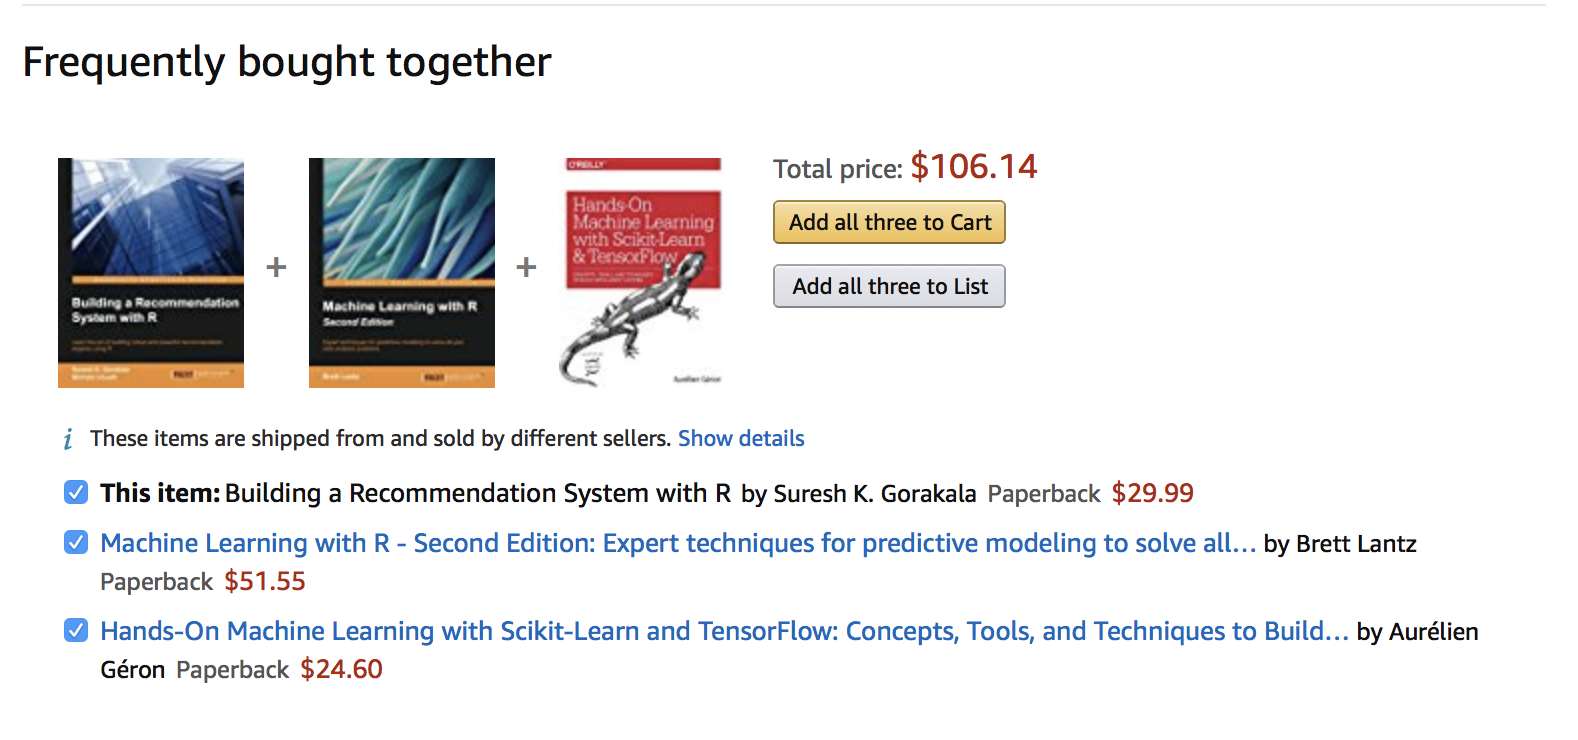 Frequently bought together
Building a Recommendation
System with R
+
Machine Learning with R
Second Edition
+
O'REILLY
Hands-On
Machine Learning
with Scikit-Learn
& TensorFlow
Aurélien Géron
Total price: $106.14
Add all three to Cart
Add all three to List
i These items are shipped from and sold by different sellers. Show details
This item: Building a Recommendation System with R by Suresh K. Gorakala Paperback $29.99
Machine Learning with R - Second Edition: Expert techniques for predictive modeling to solve all... by Brett Lantz
Paperback $51.55
Hands-On Machine Learning with Scikit-Learn and TensorFlow: Concepts, Tools, and Techniques to Build... by Aurélien
Géron Paperback $24.60